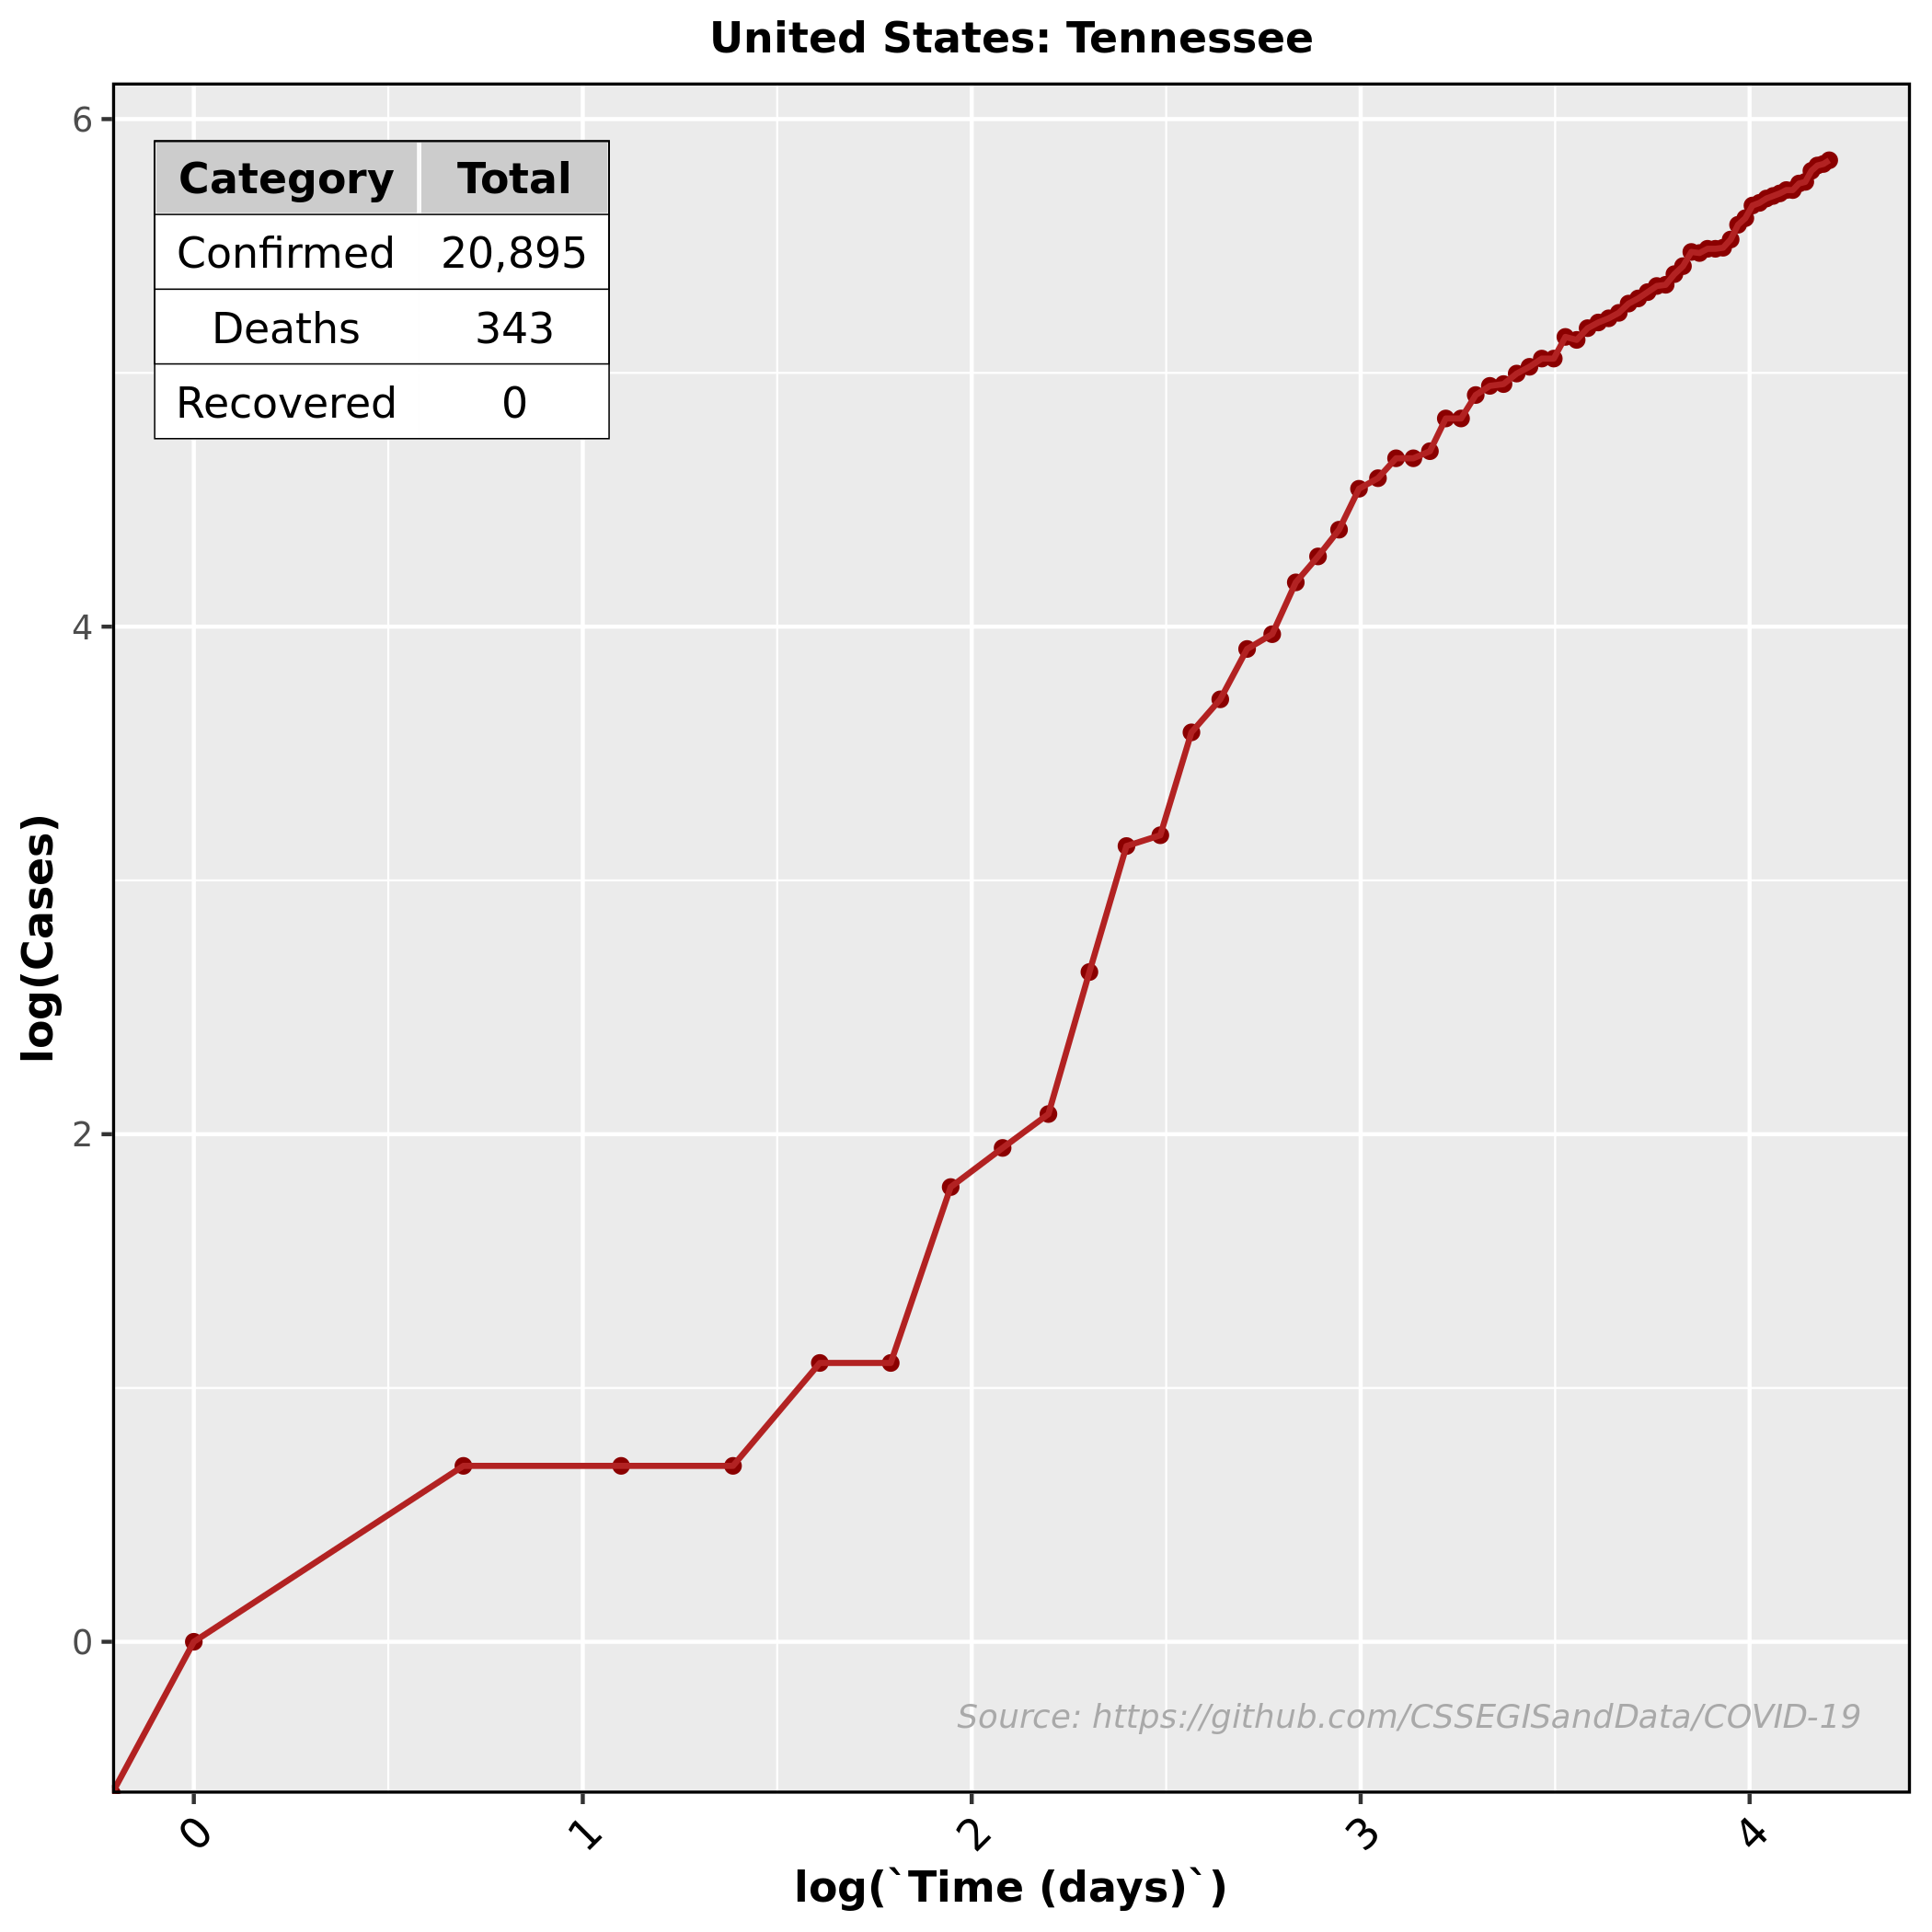 United States: Tennessee
6
4
2
0
Category Total
Confirmed 20,895
Deaths 343
Recovered 0
log(Cases)
Source: https://github.com/CSSEGISandData/COVID-19
0 1 2 3 4
log(`Time (days)`)